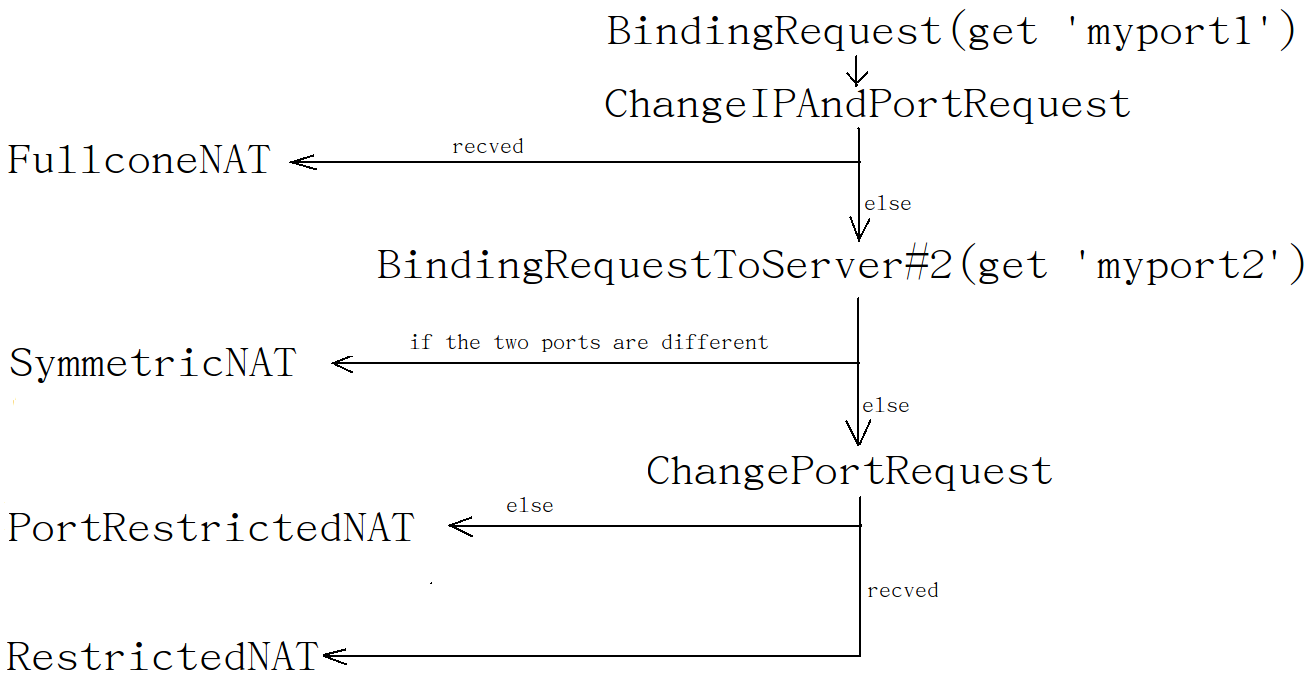 BindingRequest(get 'myport1')
ChangeIPAndPortRequest
recved
FullconeNAT
else
BindingRequestToServer#2(get 'myport2')
if the two ports are different
SymmetricNAT
else
ChangePortRequest
else
PortRestrictedNAT
recved
RestrictedNAT